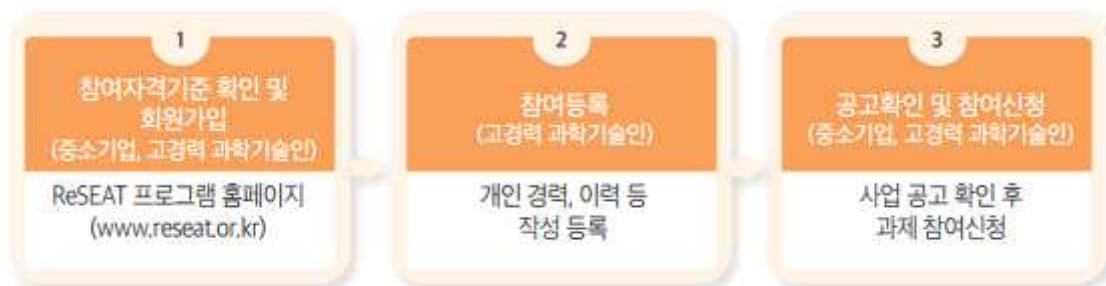 1
참여자격기준 확인 및
회원가입
(중소기업, 고경력 과학기술인)
ReSEAT 프로그램 홈페이지
(www.reseat.or.kr)
2
참여등록
(고경력 과학기술인)
개인 경력, 이력 등
작성 등록
3
공고확인 및 참여신청
(중소기업, 고경력 과학기술인)
사업 공고 확인 후
과제 참여신청